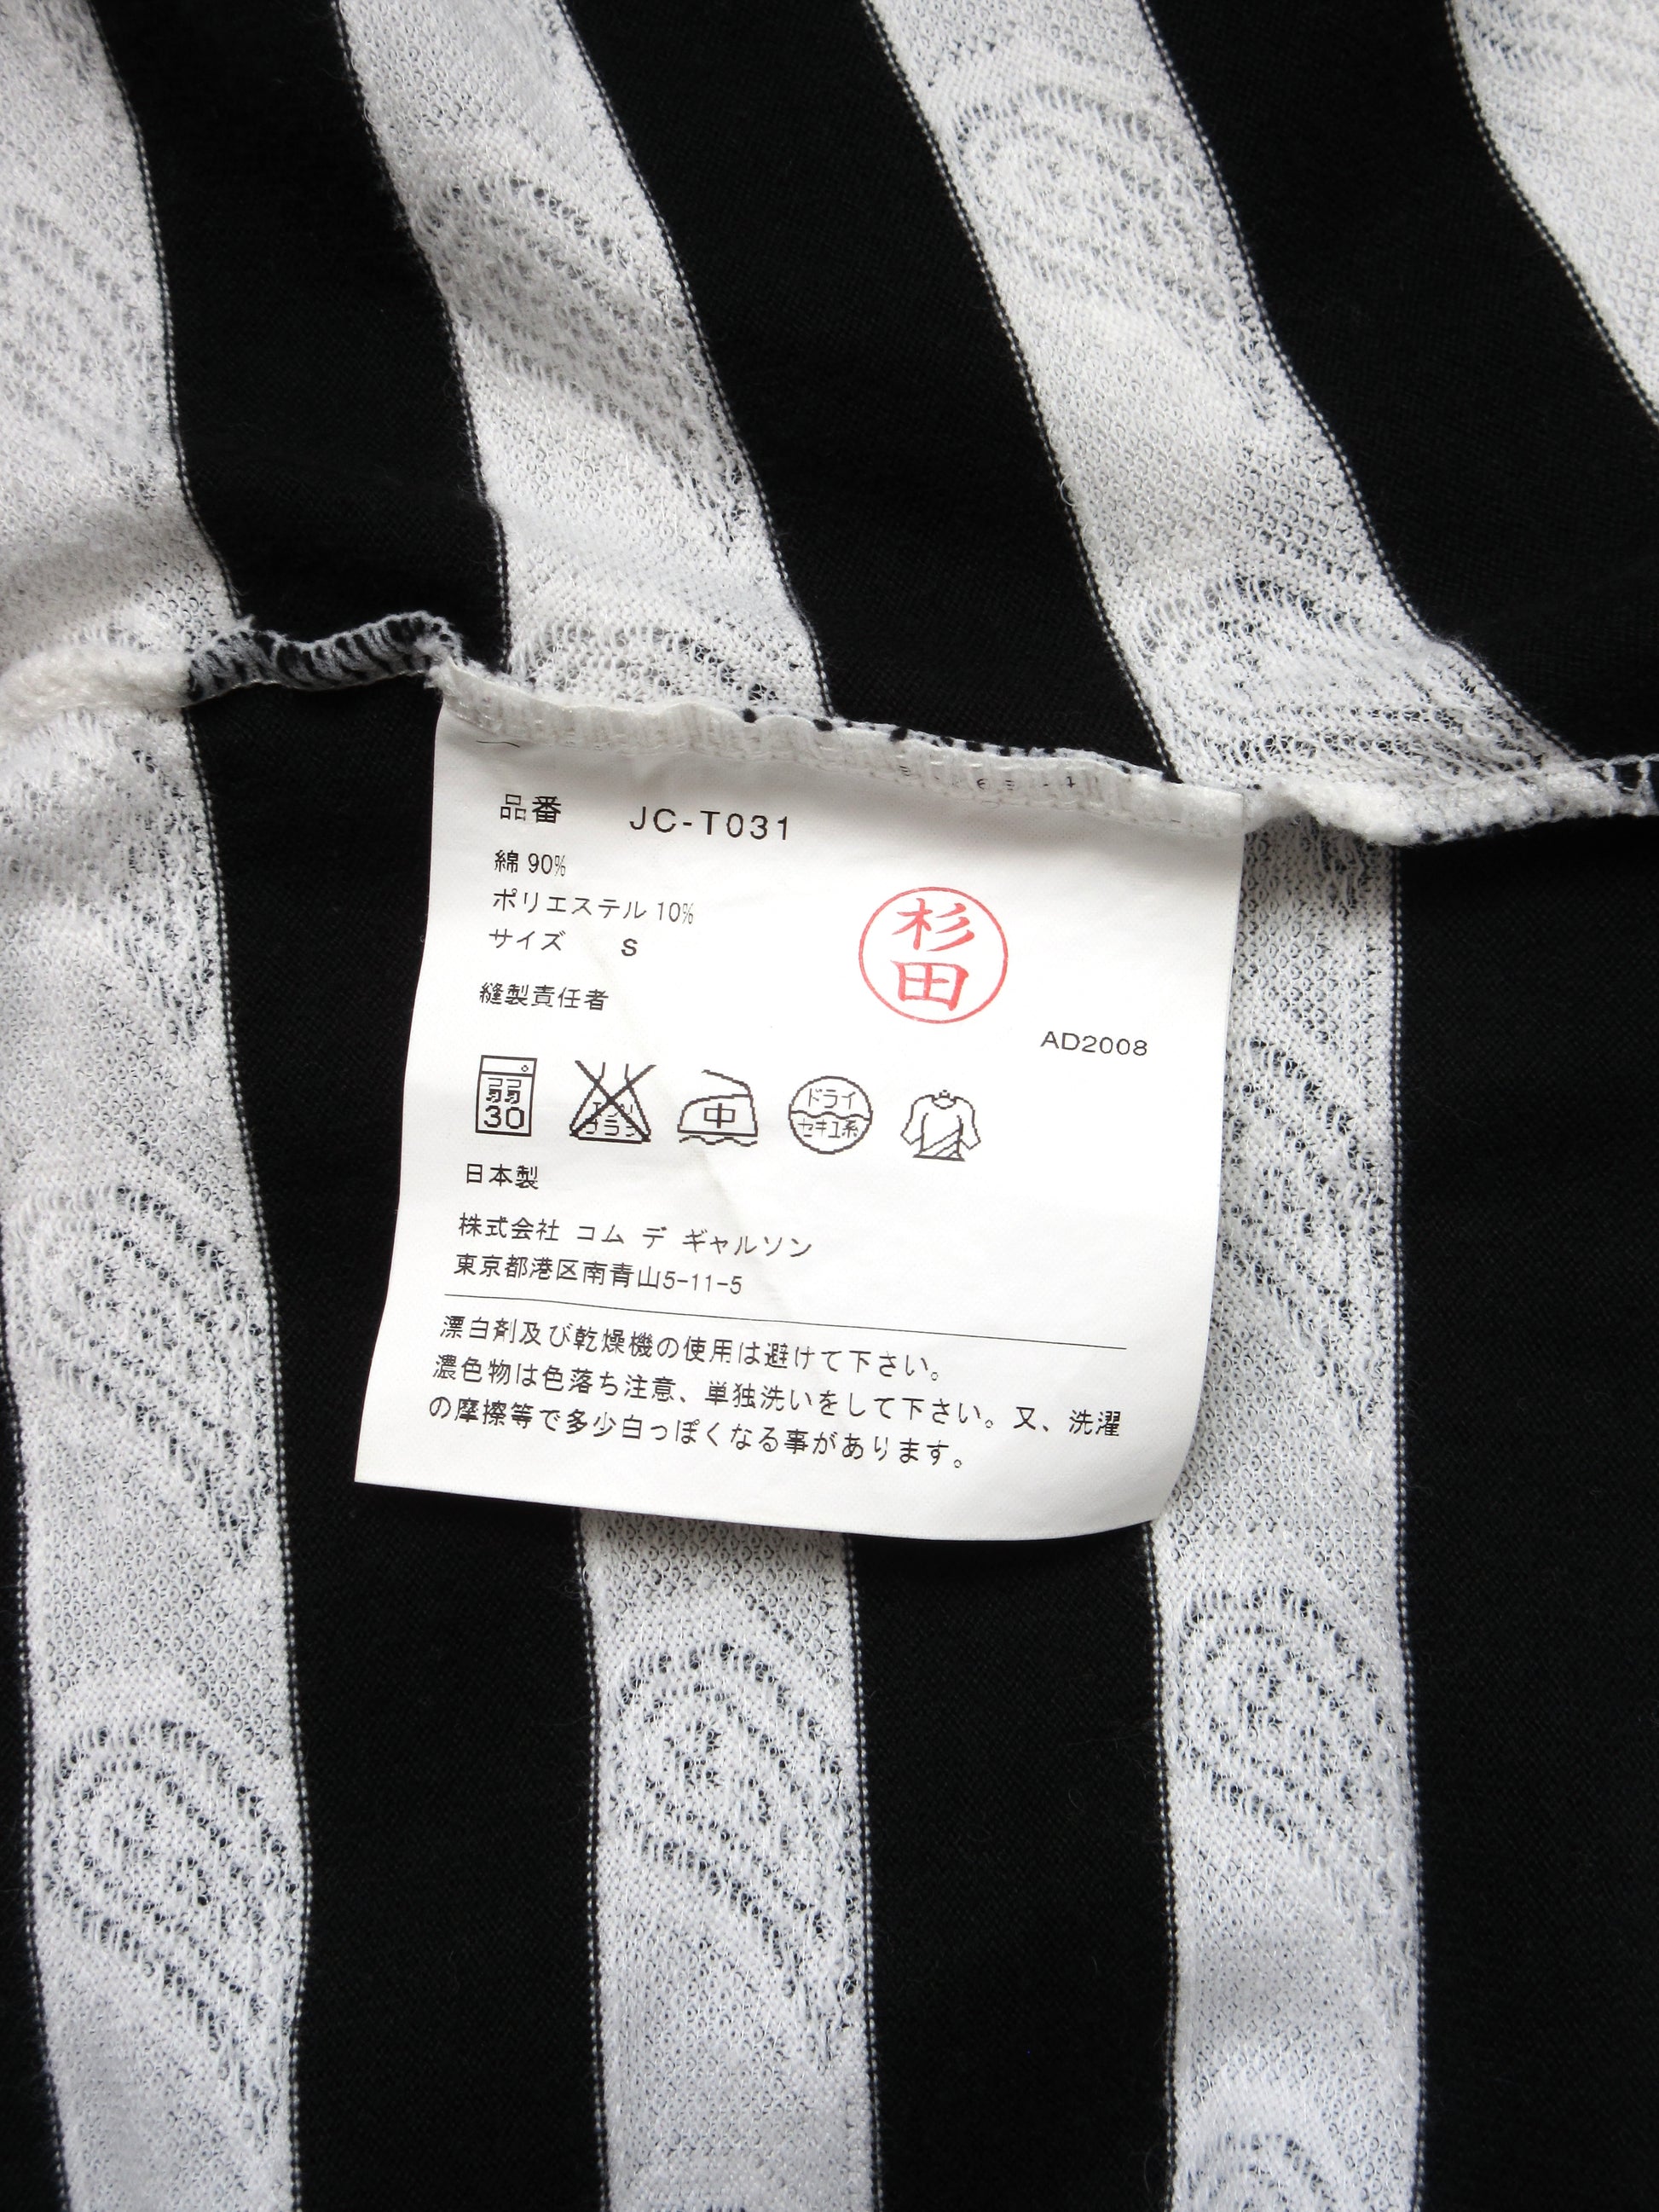 品番 JC-T031
綿 90%
ポリエステル 10%
サイズ S
杉田
縫製責任者
AD2008
弱 30
エンソ サラシ
中
ドライ セキユ系
日本製
株式会社 コム デ ギャルソン
東京都港区南青山5-11-5
漂白剤及び乾燥機の使用は避けて下さい。
濃色物は色落ち注意、単独洗いをして下さい。又、洗濯
の摩擦等で多少白っぽくなる事があります。